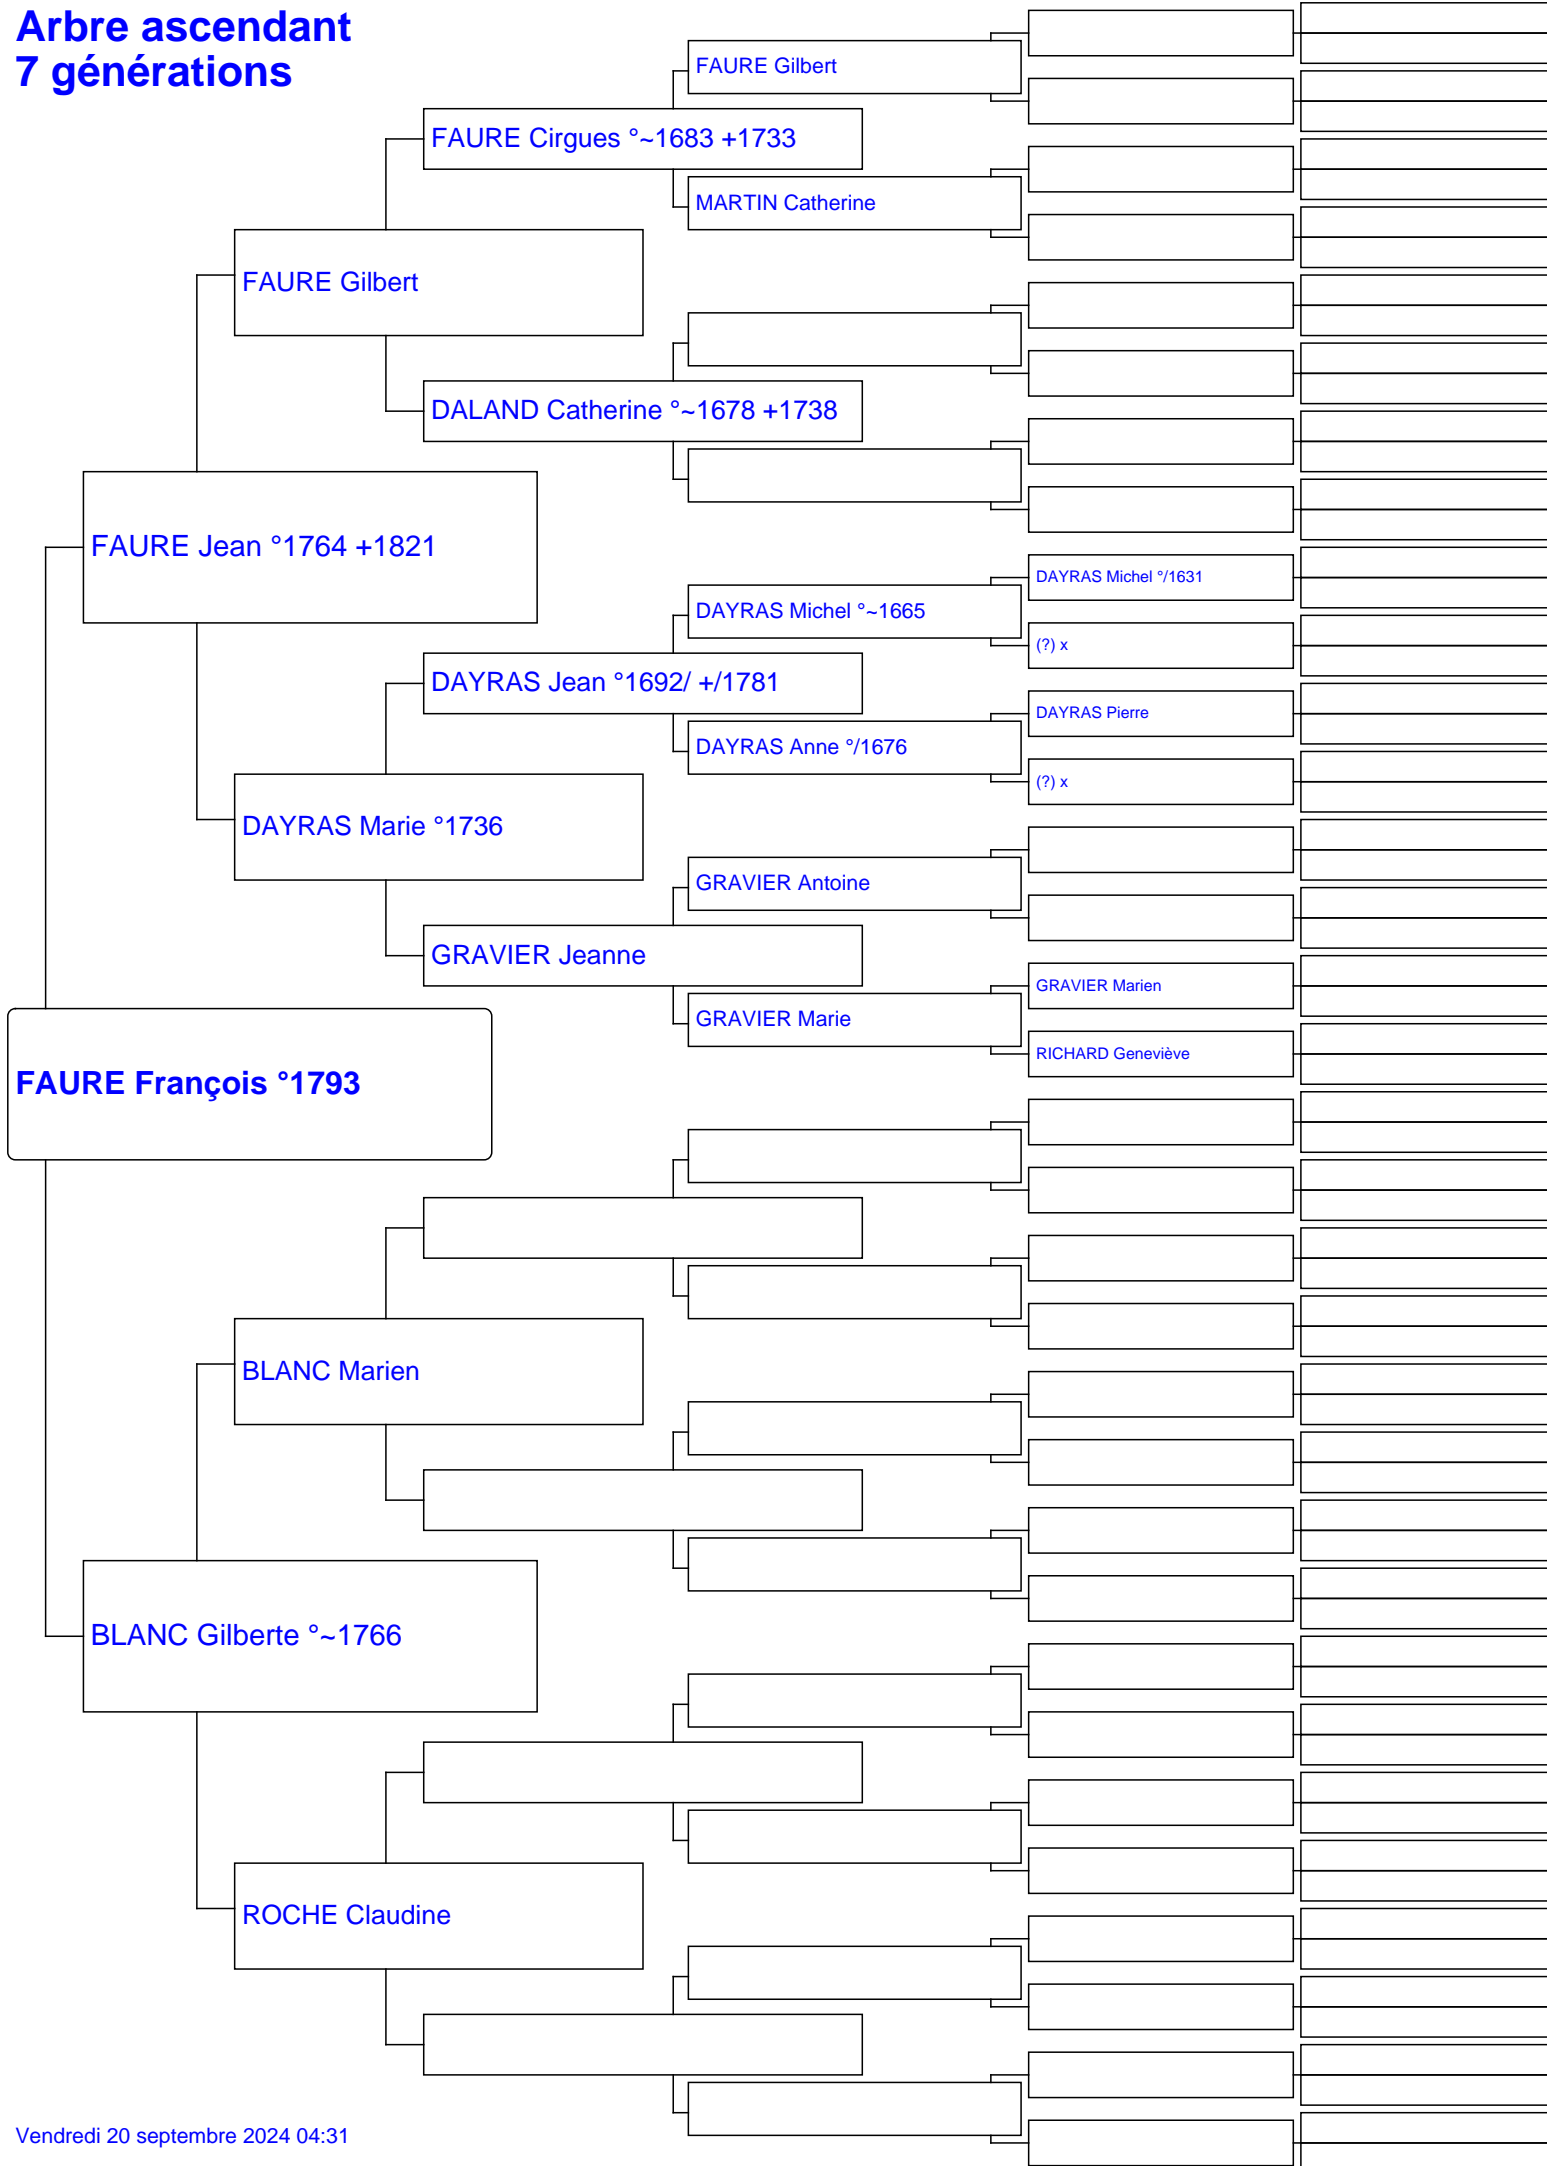 Arbre ascendant
7 générations
FAURE Gilbert
FAURE Cirgues °~1683 +1733
MARTIN Catherine
FAURE Gilbert
DALAND Catherine °~1678 +1738
FAURE Jean °1764 +1821
DAYRAS Michel °/1631
DAYRAS Michel °~1665
(?) x
DAYRAS Jean °1692/ +/1781
DAYRAS Pierre
DAYRAS Anne °/1676
(?) x
DAYRAS Marie °1736
GRAVIER Antoine
GRAVIER Jeanne
GRAVIER Marien
GRAVIER Marie
RICHARD Geneviève
FAURE François °1793
BLANC Marien
BLANC Gilberte °~1766
ROCHE Claudine
Vendredi 20 septembre 2024 04:31